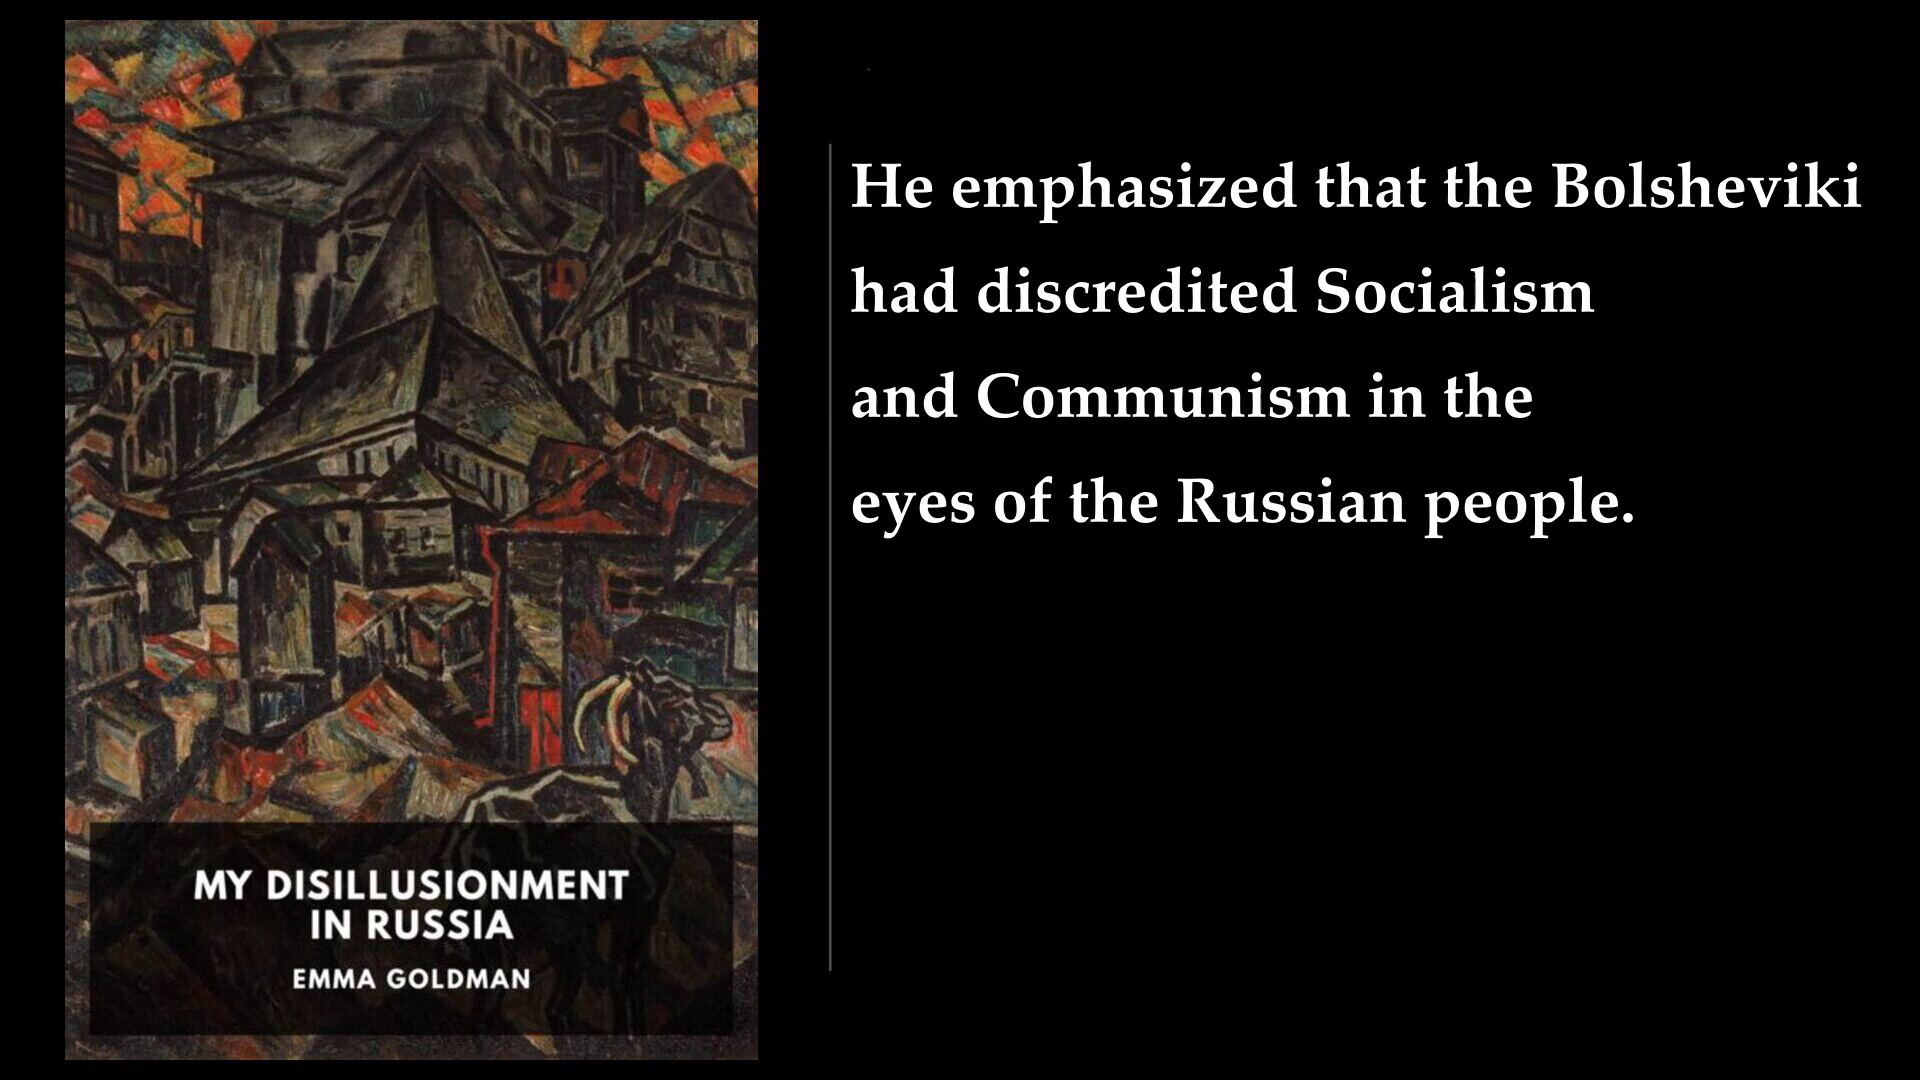 He emphasized that the Bolsheviki
had discredited Socialism
and Communism in the
eyes of the Russian people.
MY DISILLUSIONMENT
IN RUSSIA
EMMA GOLDMAN